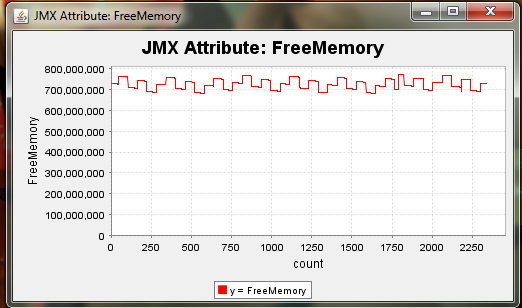 JMX Attribute: FreeMemory
JMX Attribute: FreeMemory
FreeMemory
800,000,000
700,000,000
600,000,000
500,000,000
400,000,000
300,000,000
200,000,000
100,000,000
0
0 250 500 750 1000 1250 1500 1750 2000 2250
count
y = FreeMemory